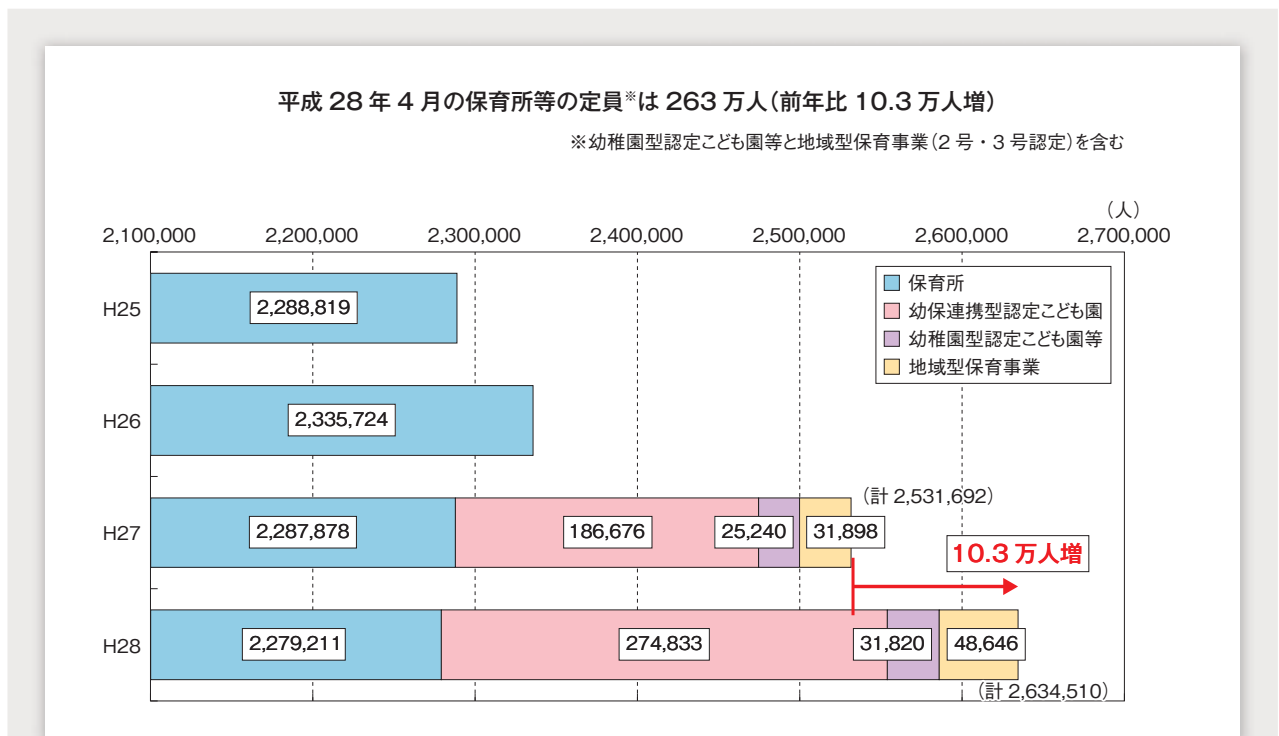 平成 28 年 4 月の保育所等の定員※は 263 万人（前年比 10.3 万人増）
※幼稚園型認定こども園等と地域型保育事業（2 号・3 号認定）を含む
（人）
2,100,000 2,200,000 2,300,000 2,400,000 2,500,000 2,600,000 2,700,000
保育所
幼保連携型認定こども園
幼稚園型認定こども園等
地域型保育事業
H25 2,288,819
H26 2,335,724
（計 2,531,692）
H27 2,287,878 186,676 25,240 31,898
10.3 万人増
H28 2,279,211 274,833 31,820 48,646
（計 2,634,510）